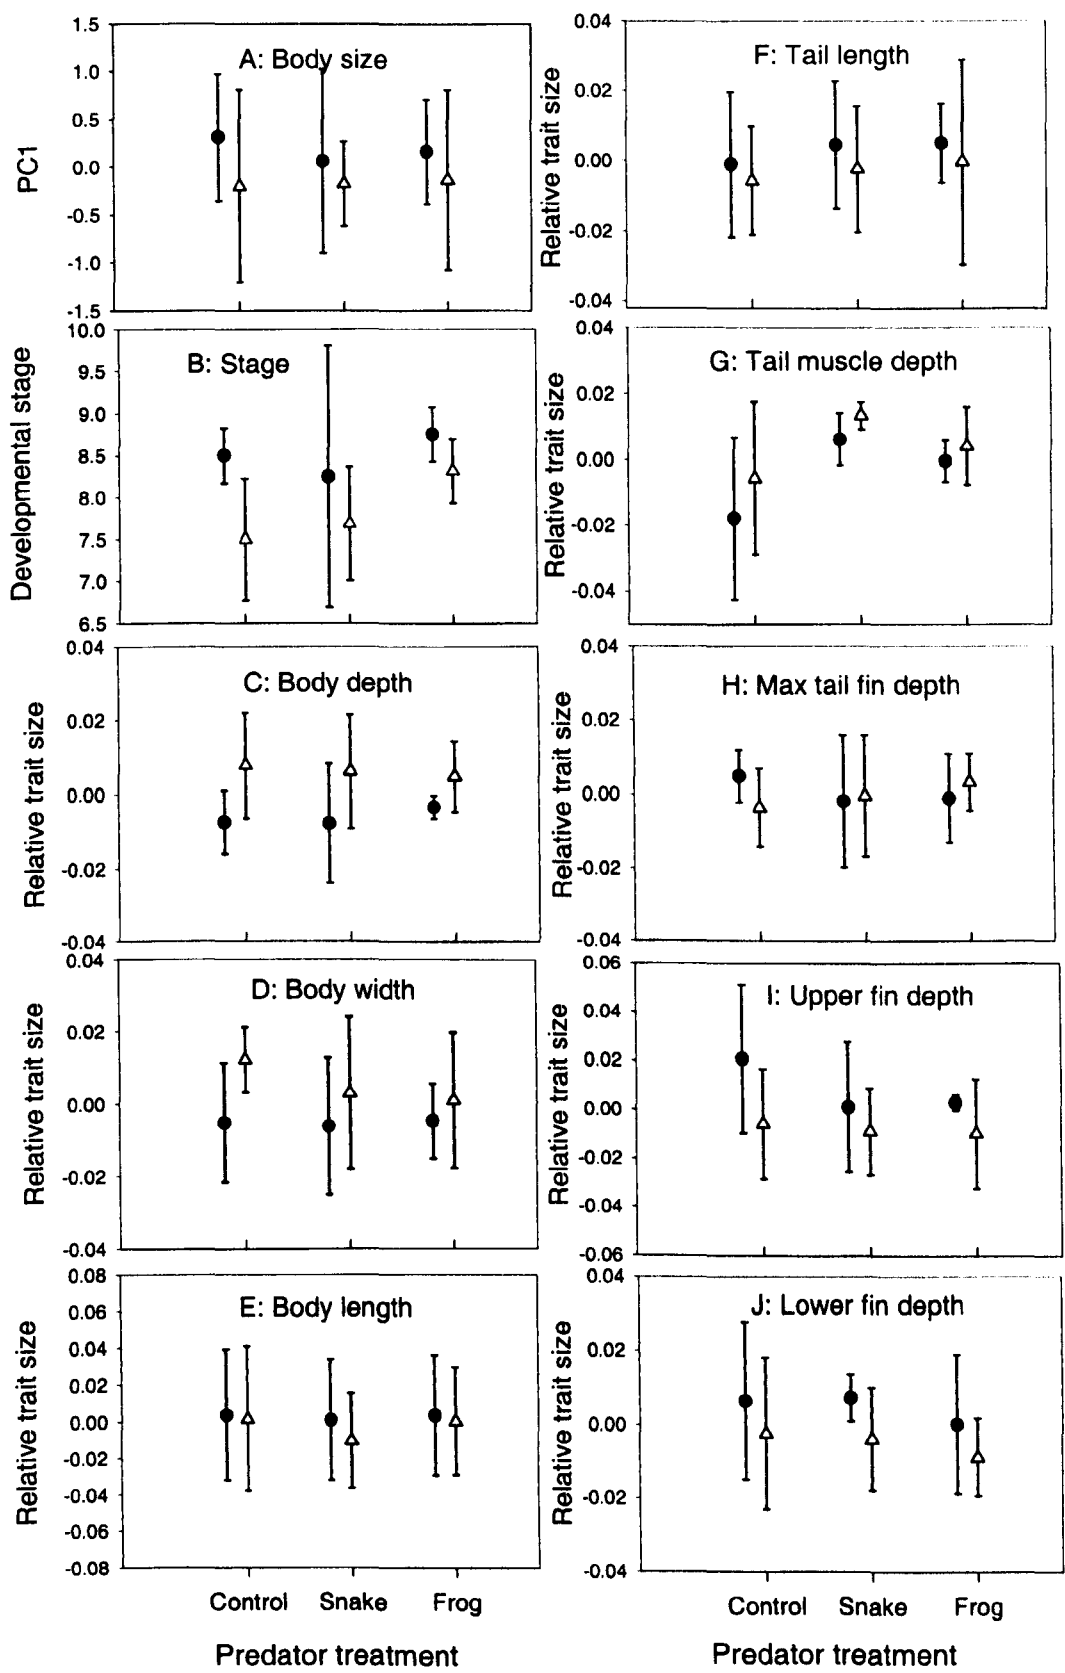 A: Body size
PC1
1.5
1.0
0.5
0.0
-0.5
-1.0
-1.5
B: Stage
Developmental stage
10.0
9.5
9.0
8.5
8.0
7.5
7.0
6.5
C: Body depth
Relative trait size
0.04
0.02
0.00
-0.02
-0.04
D: Body width
Relative trait size
0.04
0.02
0.00
-0.02
-0.04
E: Body length
Relative trait size
0.08
0.06
0.04
0.02
0.00
-0.02
-0.04
-0.06
-0.08
Control Snake Frog
Predator treatment
F: Tail length
Relative trait size
0.04
0.02
0.00
-0.02
-0.04
G: Tail muscle depth
Relative trait size
0.04
0.02
0.00
-0.02
-0.04
H: Max tail fin depth
Relative trait size
0.04
0.02
0.00
-0.02
-0.04
I: Upper fin depth
Relative trait size
0.06
0.04
0.02
0.00
-0.02
-0.04
-0.06
J: Lower fin depth
Relative trait size
0.04
0.02
0.00
-0.02
-0.04
Control Snake Frog
Predator treatment